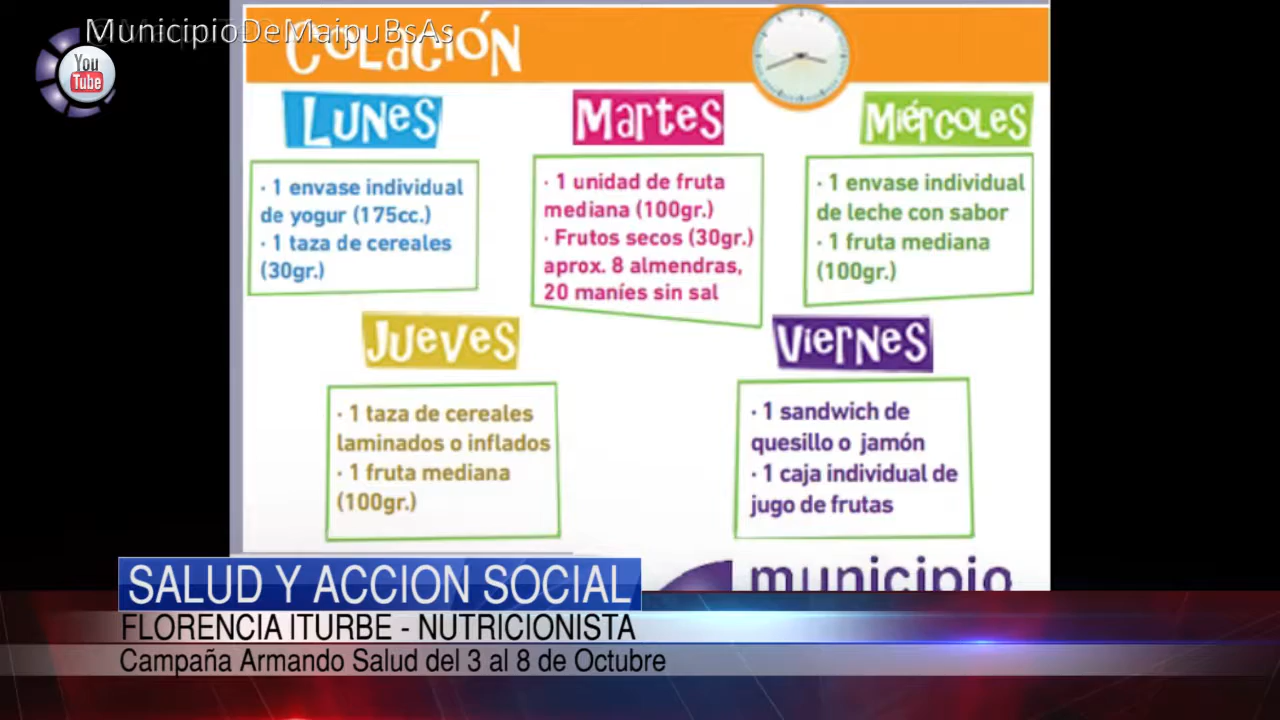 MunicipioDeMaipuBsAs
You
Tube
COLACIÓN
LUNES
· 1 envase individual
de yogur (175cc.)
· 1 taza de cereales
(30gr.)
MARTES
· 1 unidad de fruta
mediana (100gr.)
· Frutos secos (30gr.)
aprox. 8 almendras,
20 maníes sin sal
MIÉRCOLES
· 1 envase individual
de leche con sabor
· 1 fruta mediana
(100gr.)
JUEVES
· 1 taza de cereales
laminados o inflados
· 1 fruta mediana
(100gr.)
VIERNES
· 1 sandwich de
quesillo o jamón
· 1 caja individual de
jugo de frutas
municipio
SALUD Y ACCION SOCIAL
FLORENCIA ITURBE - NUTRICIONISTA
Campaña Armando Salud del 3 al 8 de Octubre